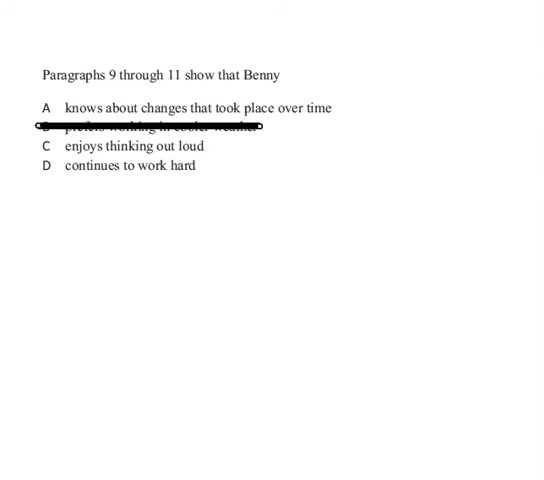 Paragraphs 9 through 11 show that Benny
A knows about changes that took place over time
C enjoys thinking out loud
D continues to work hard